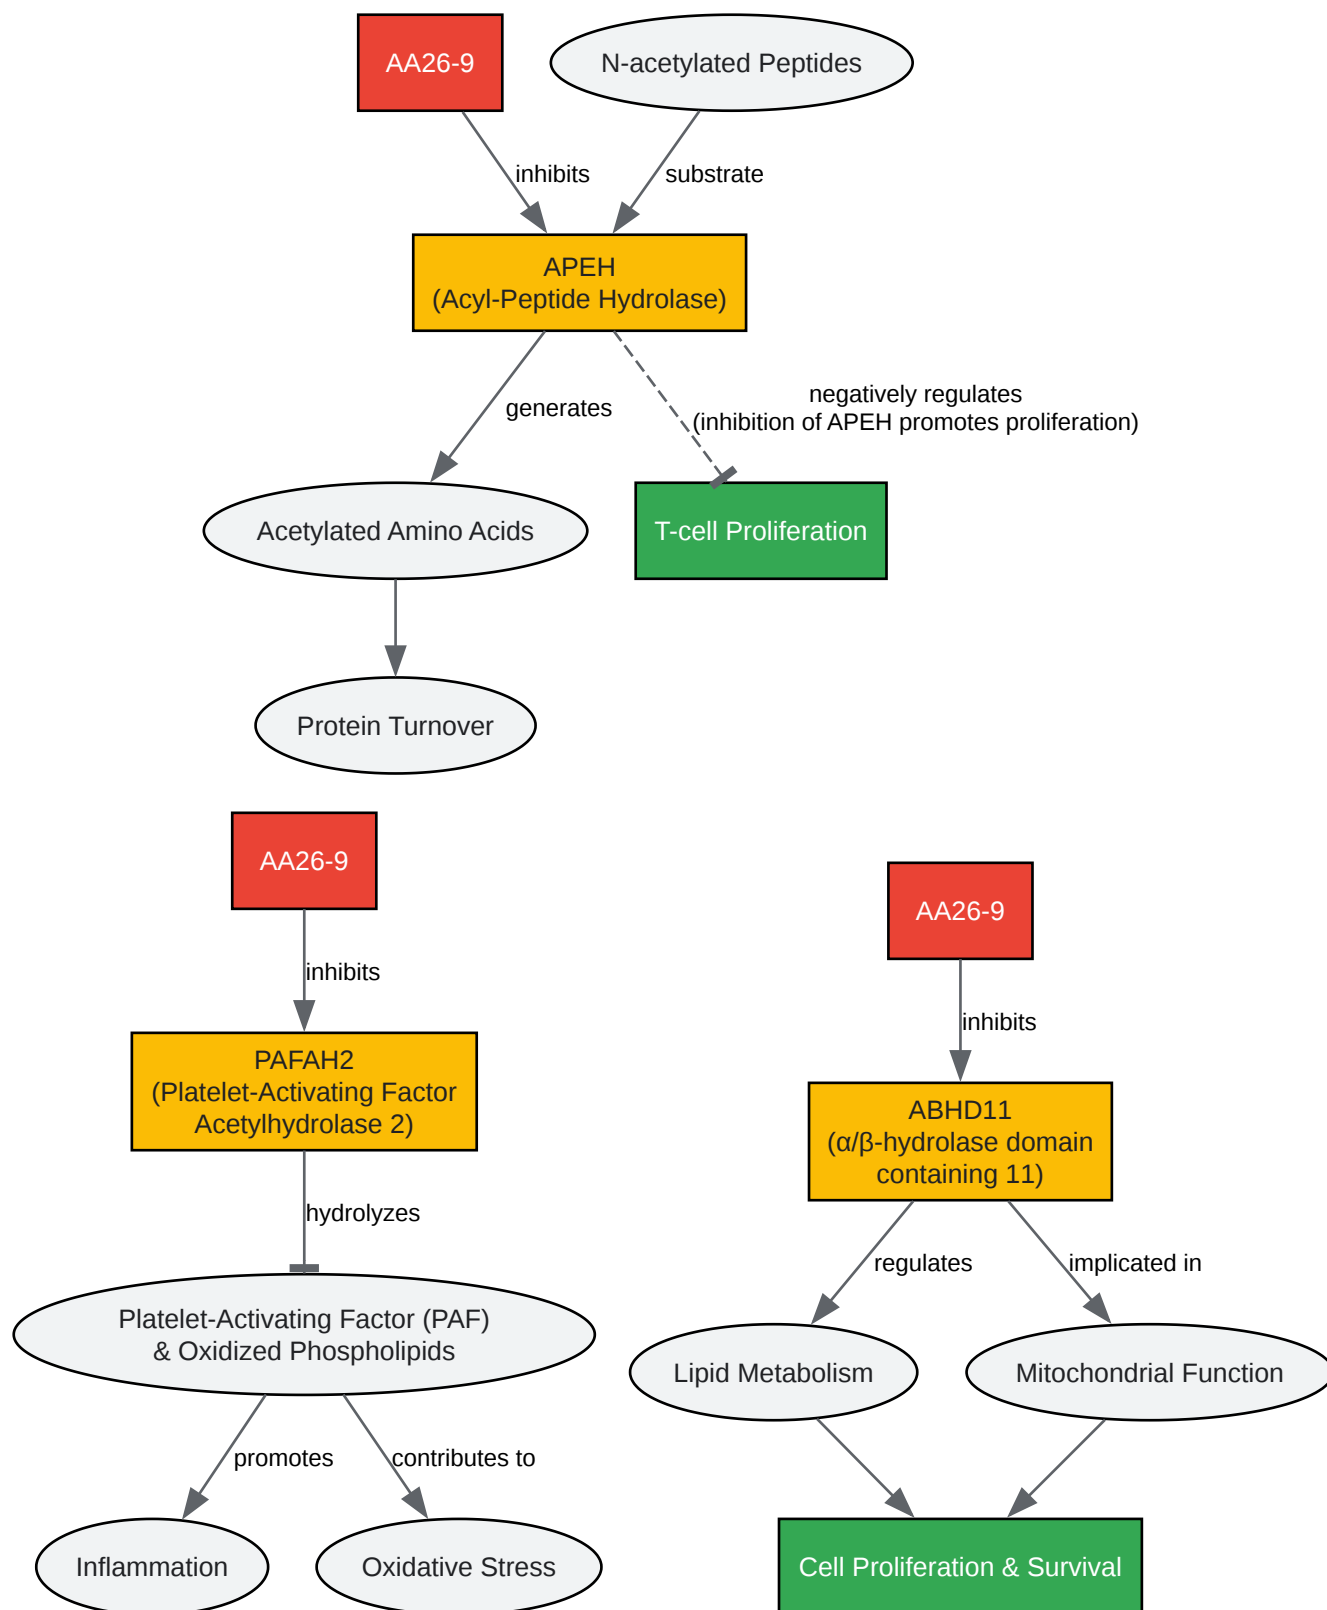 AA26-9
N-acetylated Peptides
inhibits
substrate
APEH
(Acyl-Peptide Hydrolase)
generates
negatively regulates
(inhibition of APEH promotes proliferation)
Acetylated Amino Acids
T-cell Proliferation
Protein Turnover
AA26-9
inhibits
PAFAH2
(Platelet-Activating Factor
Acetylhydrolase 2)
hydrolyzes
Platelet-Activating Factor (PAF)
& Oxidized Phospholipids
promotes
contributes to
Inflammation
Oxidative Stress
AA26-9
inhibits
ABHD11
(α/β-hydrolase domain
containing 11)
regulates
implicated in
Lipid Metabolism
Mitochondrial Function
Cell Proliferation & Survival